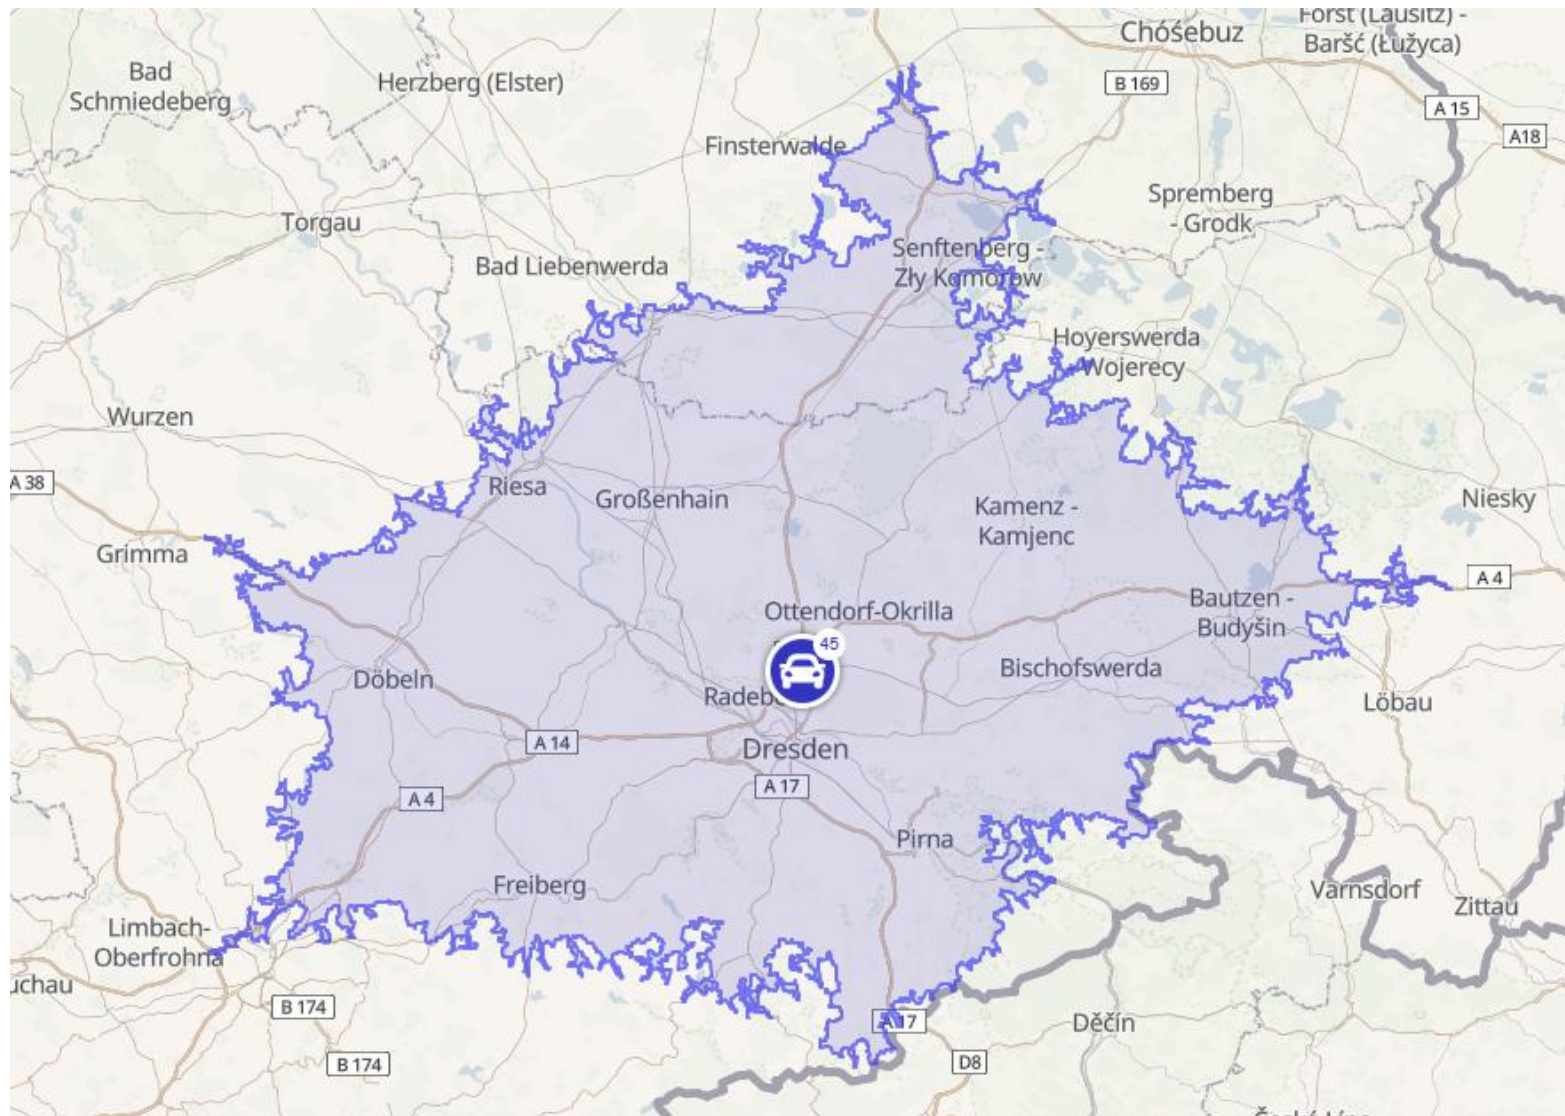 Chóśebuz
Forst (Lausitz) -
Baršć (Łužyca)
Bad
Schmiedeberg
Herzberg (Elster)
B 169
A 15
A18
Finsterwalde
Spremberg
- Grodk
Torgau
Senftenberg -
Zły Komorow
Bad Liebenwerda
Hoyerswerda
- Wojerecy
Wurzen
A 38
Riesa
Großenhain
Kamenz -
Kamjenc
Niesky
Grimma
A 4
Ottendorf-Okrilla
Bautzen -
Budyšin
45
Bischofswerda
Döbeln
Löbau
A 14
Dresden
A 17
A 4
Pirna
Freiberg
Varnsdorf
Zittau
Limbach-
Oberfrohna
B 174
A 17
Děčín
B 174
D8